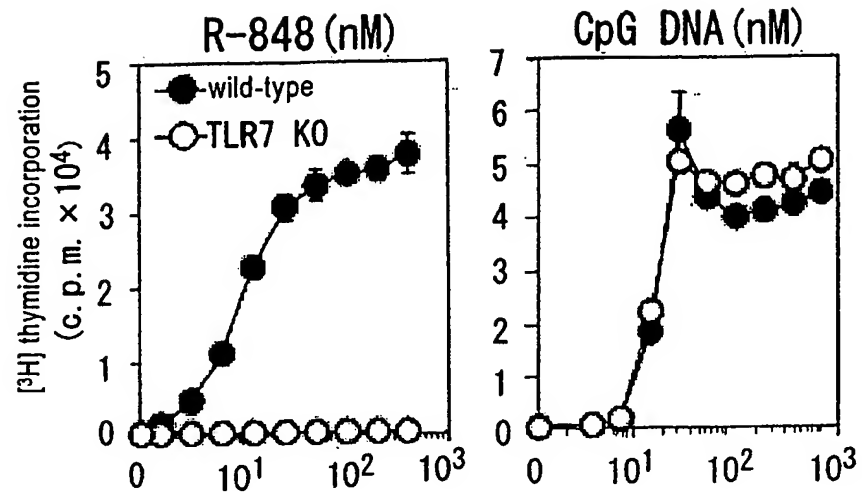 R-848 (nM)
CpG DNA (nM)
[³H] thymidine incorporation
(c. p. m. ×10⁴)
5
4
3
2
1
0
wild-type
TLR7 KO
0 10¹ 10² 10³
7
6
5
4
3
2
1
0
0 10¹ 10² 10³